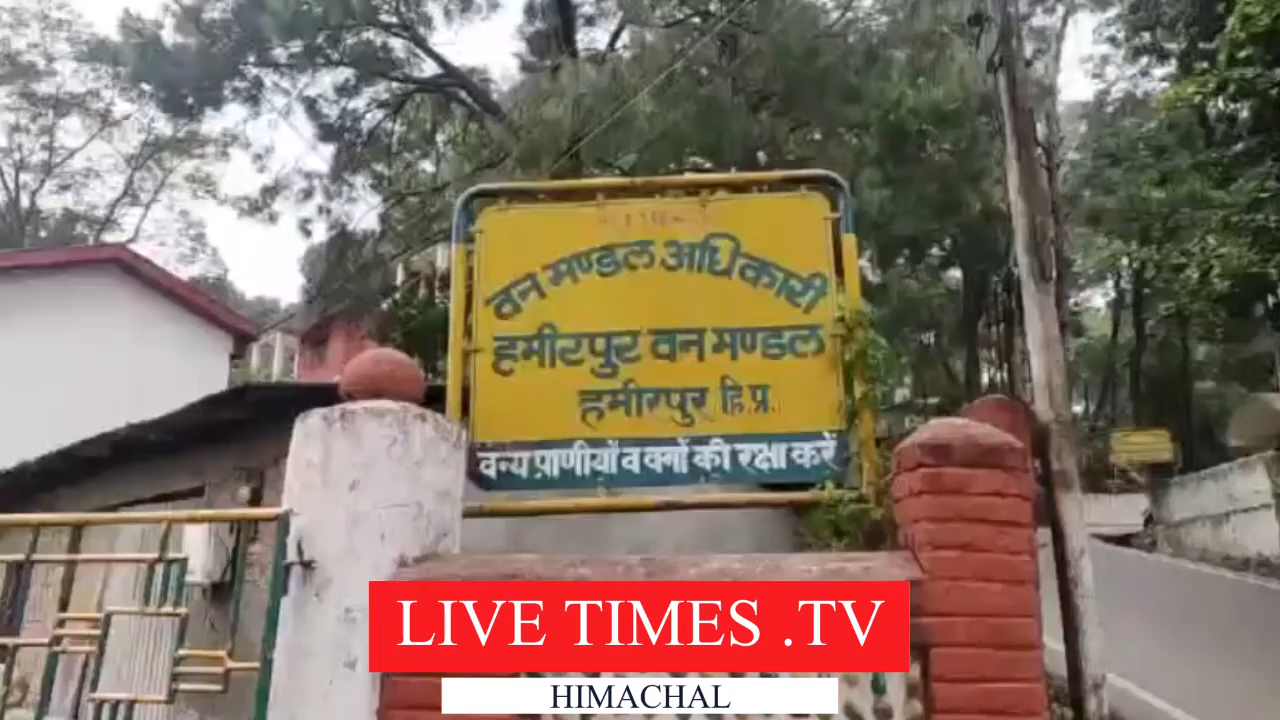 वन मण्डल अधिकारी
हमीरपुर वन मण्डल
हमीरपुर हि.प्र.
वन्य प्राणीयों व वनों की रक्षा करें
LIVE TIMES .TV
HIMACHAL